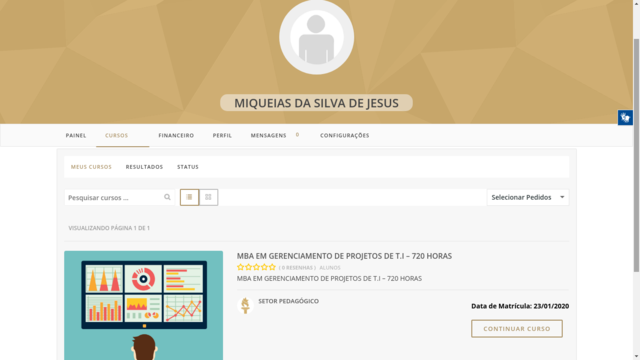 MIQUEIAS DA SILVA DE JESUS
PAINEL CURSOS FINANCEIRO PERFIL MENSAGENS 0 CONFIGURAÇÕES
MEUS CURSOS RESULTADOS STATUS
Pesquisar cursos ... Selecionar Pedidos
VISUALIZANDO PÁGINA 1 DE 1
MBA EM GERENCIAMENTO DE PROJETOS DE T.I – 720 HORAS
( 0 RESENHAS ) ALUNOS
MBA EM GERENCIAMENTO DE PROJETOS DE T.I – 720 HORAS
SETOR PEDAGÓGICO
Data de Matrícula: 23/01/2020
CONTINUAR CURSO